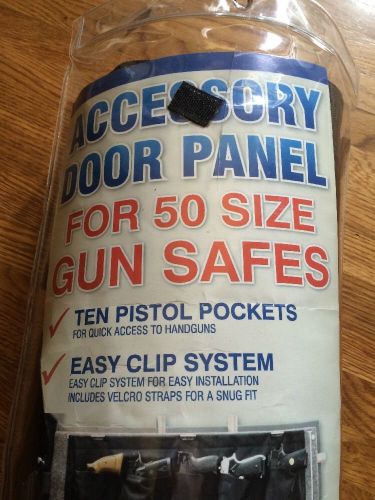 ACCESSORY
DOOR PANEL
FOR 50 SIZE
GUN SAFES
TEN PISTOL POCKETS
FOR QUICK ACCESS TO HANDGUNS
EASY CLIP SYSTEM
EASY CLIP SYSTEM FOR EASY INSTALLATION
INCLUDES VELCRO STRAPS FOR A SNUG FIT